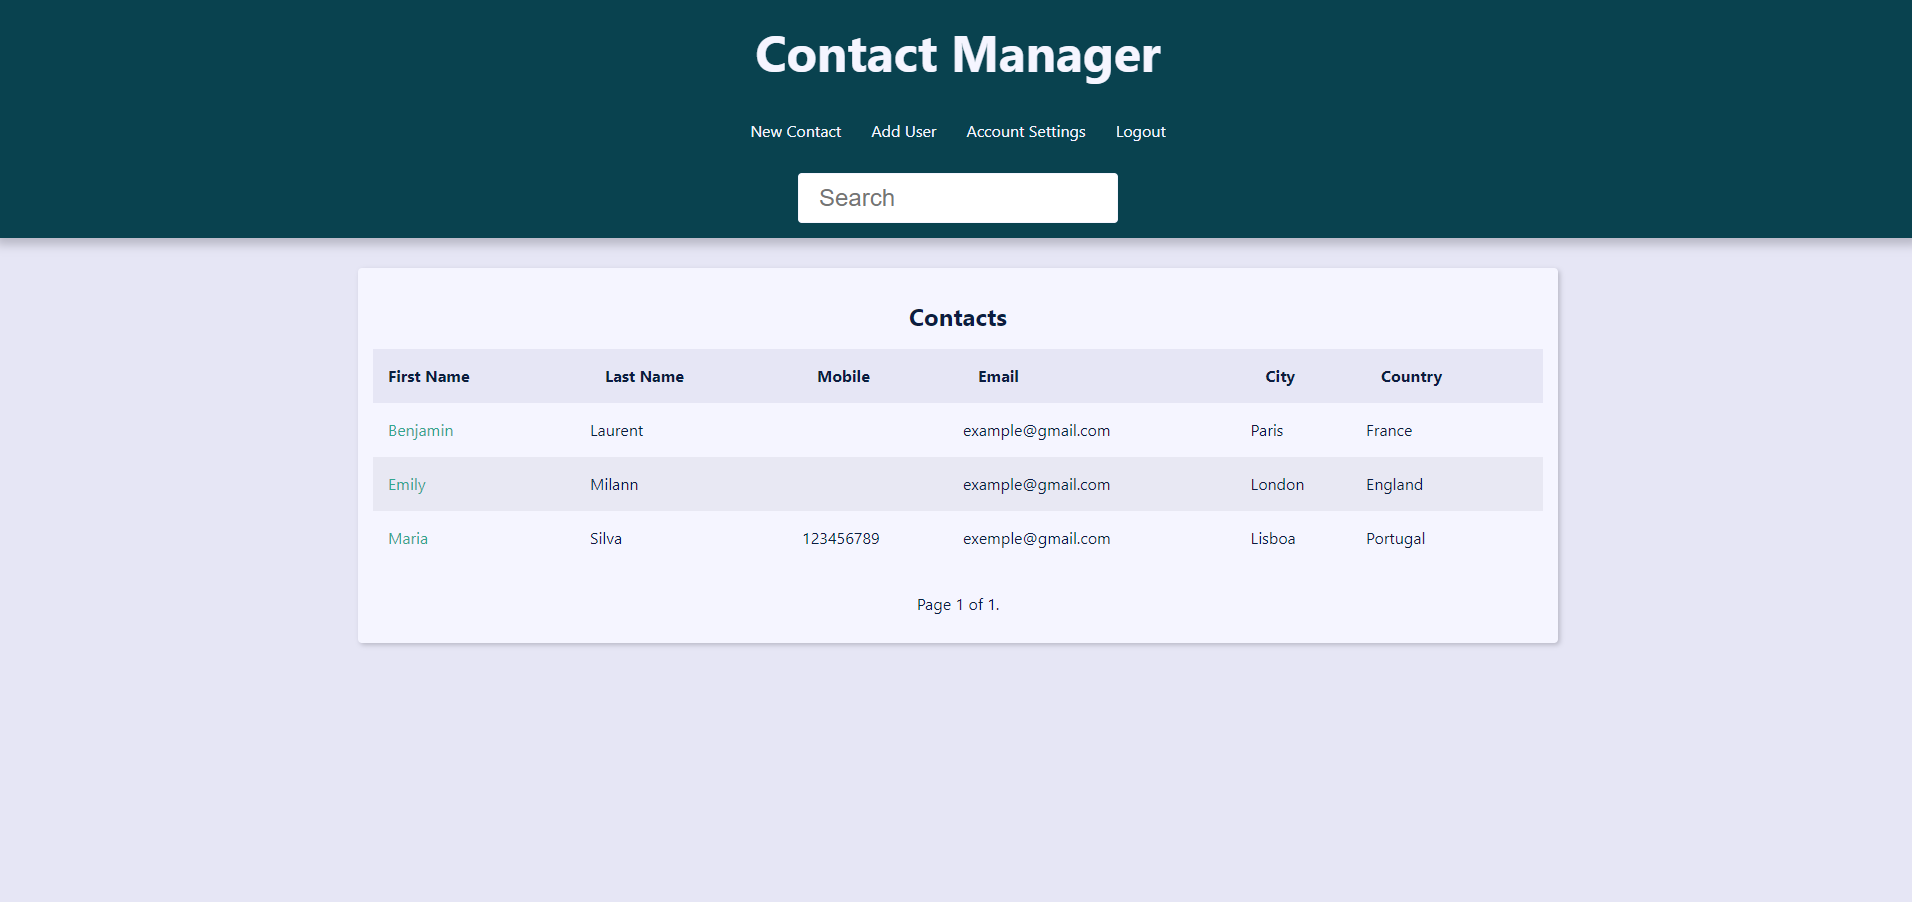 Contact Manager
New Contact Add User Account Settings Logout
Search
Contacts
First Name Last Name Mobile Email City Country
Benjamin Laurent example@gmail.com Paris France
Emily Milann example@gmail.com London England
Maria Silva 123456789 exemple@gmail.com Lisboa Portugal
Page 1 of 1.